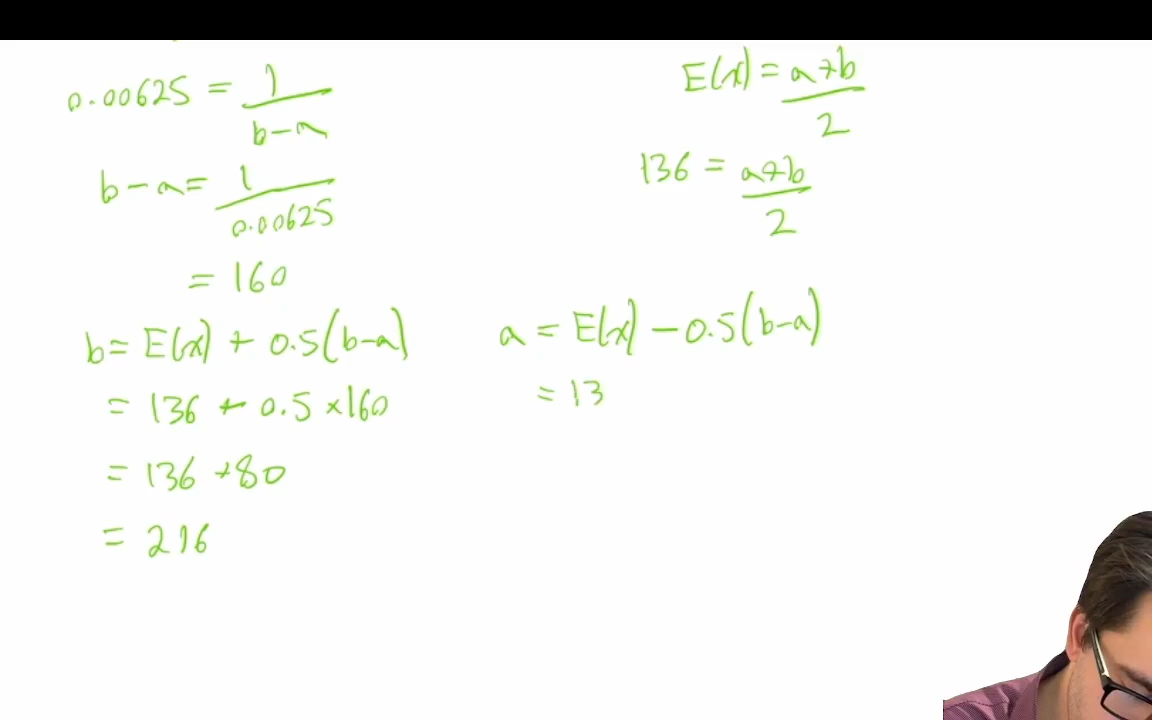 0.00625 = 1
b-a
b-a = 1
0.00625
= 160
b = E(x) + 0.5(b-a)
= 136 + 0.5 × 160
= 136 + 80
= 216
E(x) = a+b
2
136 = a+b
2
a = E(x) - 0.5(b-a)
= 13